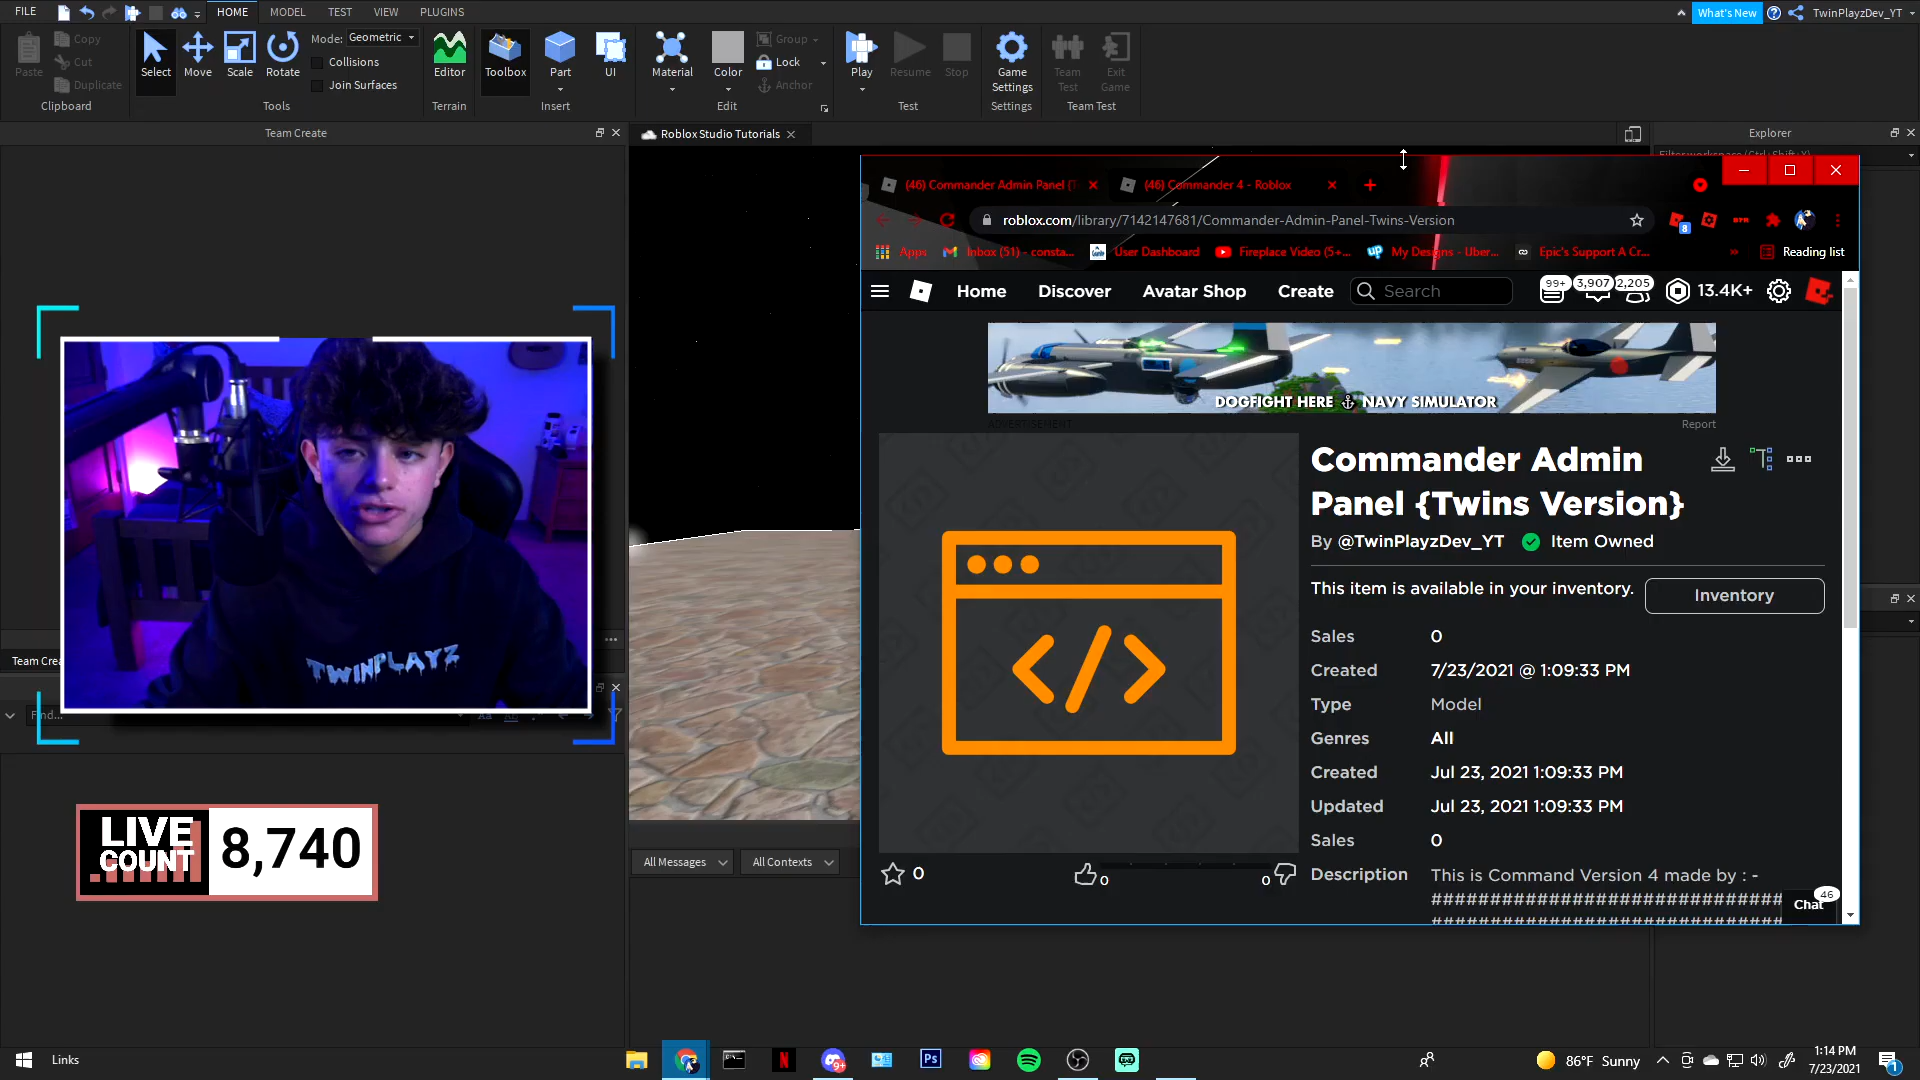 FILE
HOME
MODEL
TEST
VIEW
PLUGINS
What's New
TwinPlayzDev_YT
Paste
Copy
Cut
Duplicate
Clipboard
Select
Move
Scale
Rotate
Mode: Geometric
Collisions
Join Surfaces
Tools
Editor
Terrain
Toolbox
Part
UI
Insert
Material
Color
Group
Lock
Anchor
Edit
Play
Resume
Stop
Test
Game Settings
Settings
Team Test
Exit Game
Team Test
Team Create
Roblox Studio Tutorials
Explorer
Filter workspace (Ctrl+Shift+X)
(46) Commander Admin Panel {
(46) Commander 4 - Roblox
roblox.com/library/7142147681/Commander-Admin-Panel-Twins-Version
8
Apps
Inbox (51) - consta...
User Dashboard
Fireplace Video (5+...
My Designs - Uber...
Epic's Support A Cr...
»
Reading list
Home
Discover
Avatar Shop
Create
Search
99+
3,907
2,205
13.4K+
DOGFIGHT HERE NAVY SIMULATOR
ADVERTISEMENT
Report
Commander Admin
Panel {Twins Version}
By @TwinPlayzDev_YT Item Owned
This item is available in your inventory.
Inventory
Sales 0
Created 7/23/2021 @ 1:09:33 PM
Type Model
Genres All
Created Jul 23, 2021 1:09:33 PM
Updated Jul 23, 2021 1:09:33 PM
Sales 0
Description This is Command Version 4 made by : -
##############################
##############################
Chat
46
0
0
0
TWINPLAYZ
Team Crea
Find...
LIVE
COUNT
8,740
All Messages
All Contexts
Links
Ps
9+
86°F Sunny
1:14 PM
7/23/2021
1